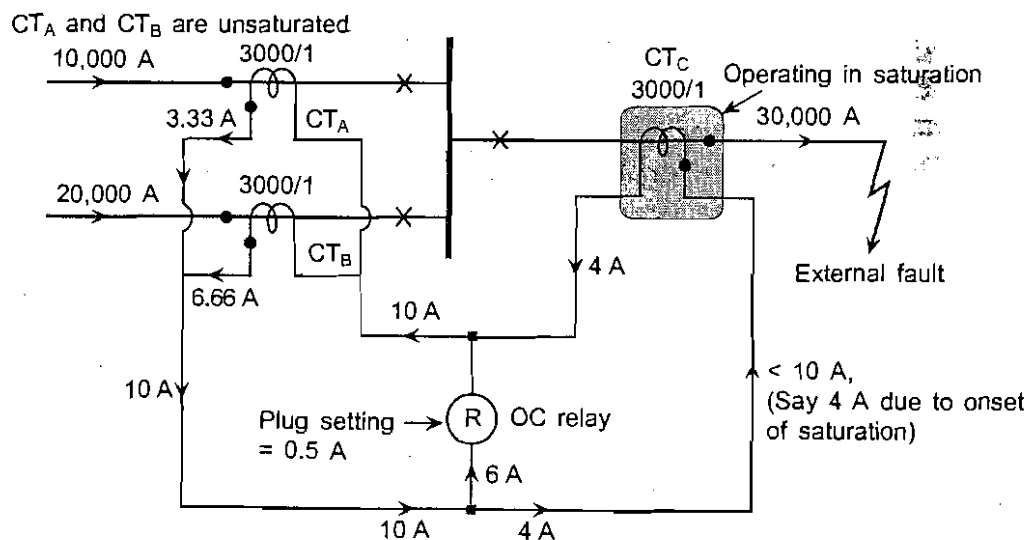 CT_A and CT_B are unsaturated
10,000 A
3000/1
CT_C
3000/1
Operating in saturation
30,000 A
3.33 A
CT_A
20,000 A
3000/1
CT_B
6.66 A
4 A
External fault
10 A
10 A
< 10 A,
(Say 4 A due to onset
of saturation)
Plug setting
= 0.5 A
R
OC relay
6 A
10 A
4 A